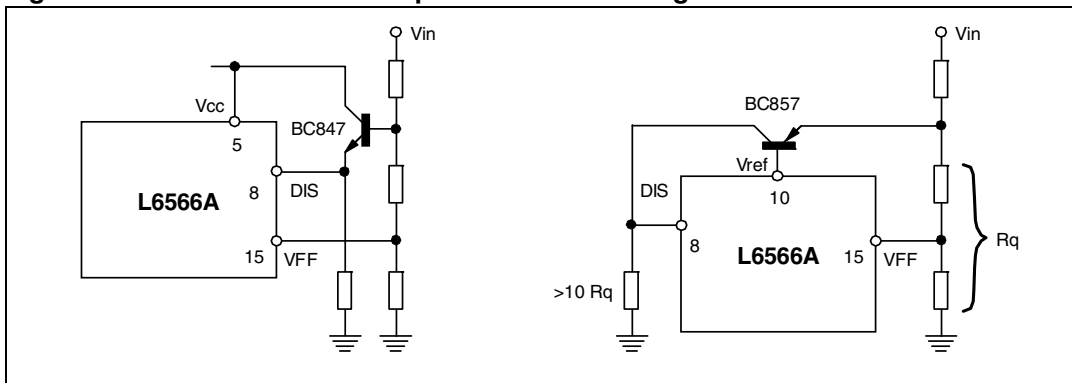 Vin
Vcc
5
BC847
8
DIS
L6566A
15
VFF
Vin
BC857
Vref
10
DIS
8
L6566A
15
VFF
Rq
>10 Rq